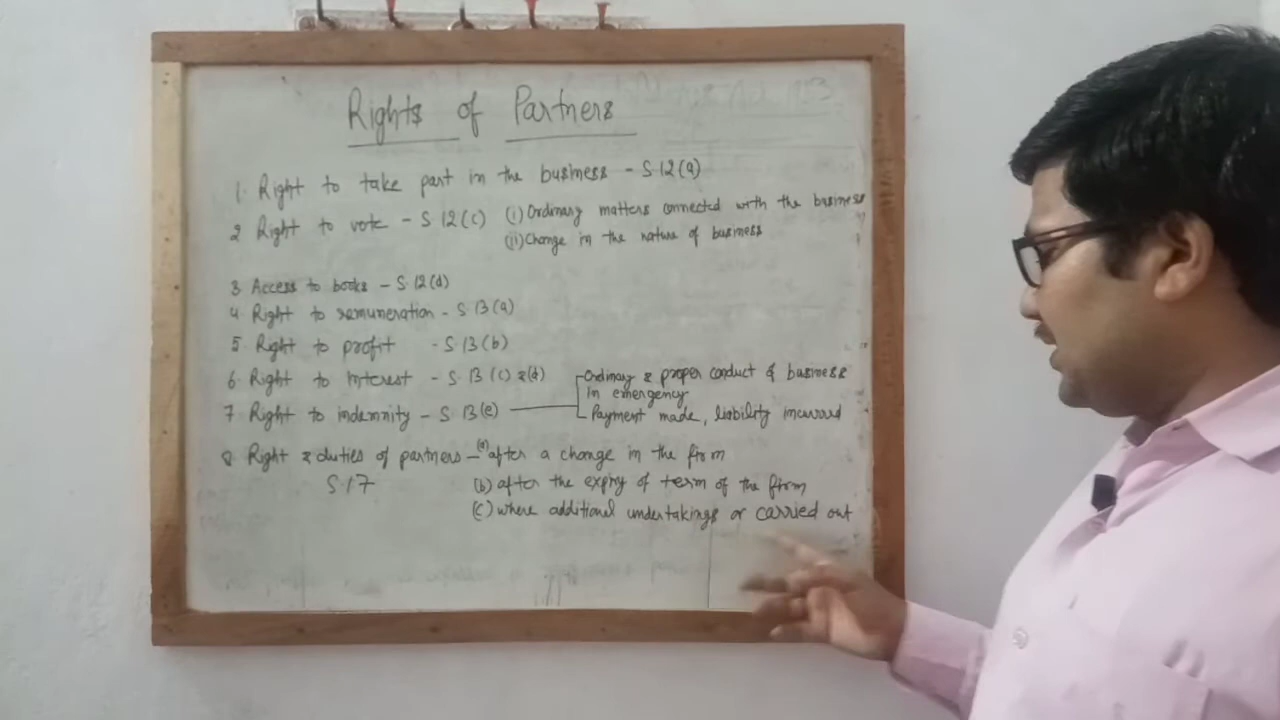 Rights of Partners
1. Right to take part in the business - S 12(a)
2 Right to vote - S 12(c) (i) Ordinary matters connected with the business
(ii) Change in the nature of business
3 Access to books - S. 12(d)
4 Right to remuneration - S 13(a)
5 Right to profit - S 13(b)
6. Right to interest - S. 13 (c) & (d)
Ordinary & proper conduct of business
in emergency
7 Right to indemnity - S 13(e)
Payment made, liability incurred
8 Right & duties of partners - (a) after a change in the firm
S. 17 (b) after the expiry of term of the firm
(c) where additional undertakings or carried out